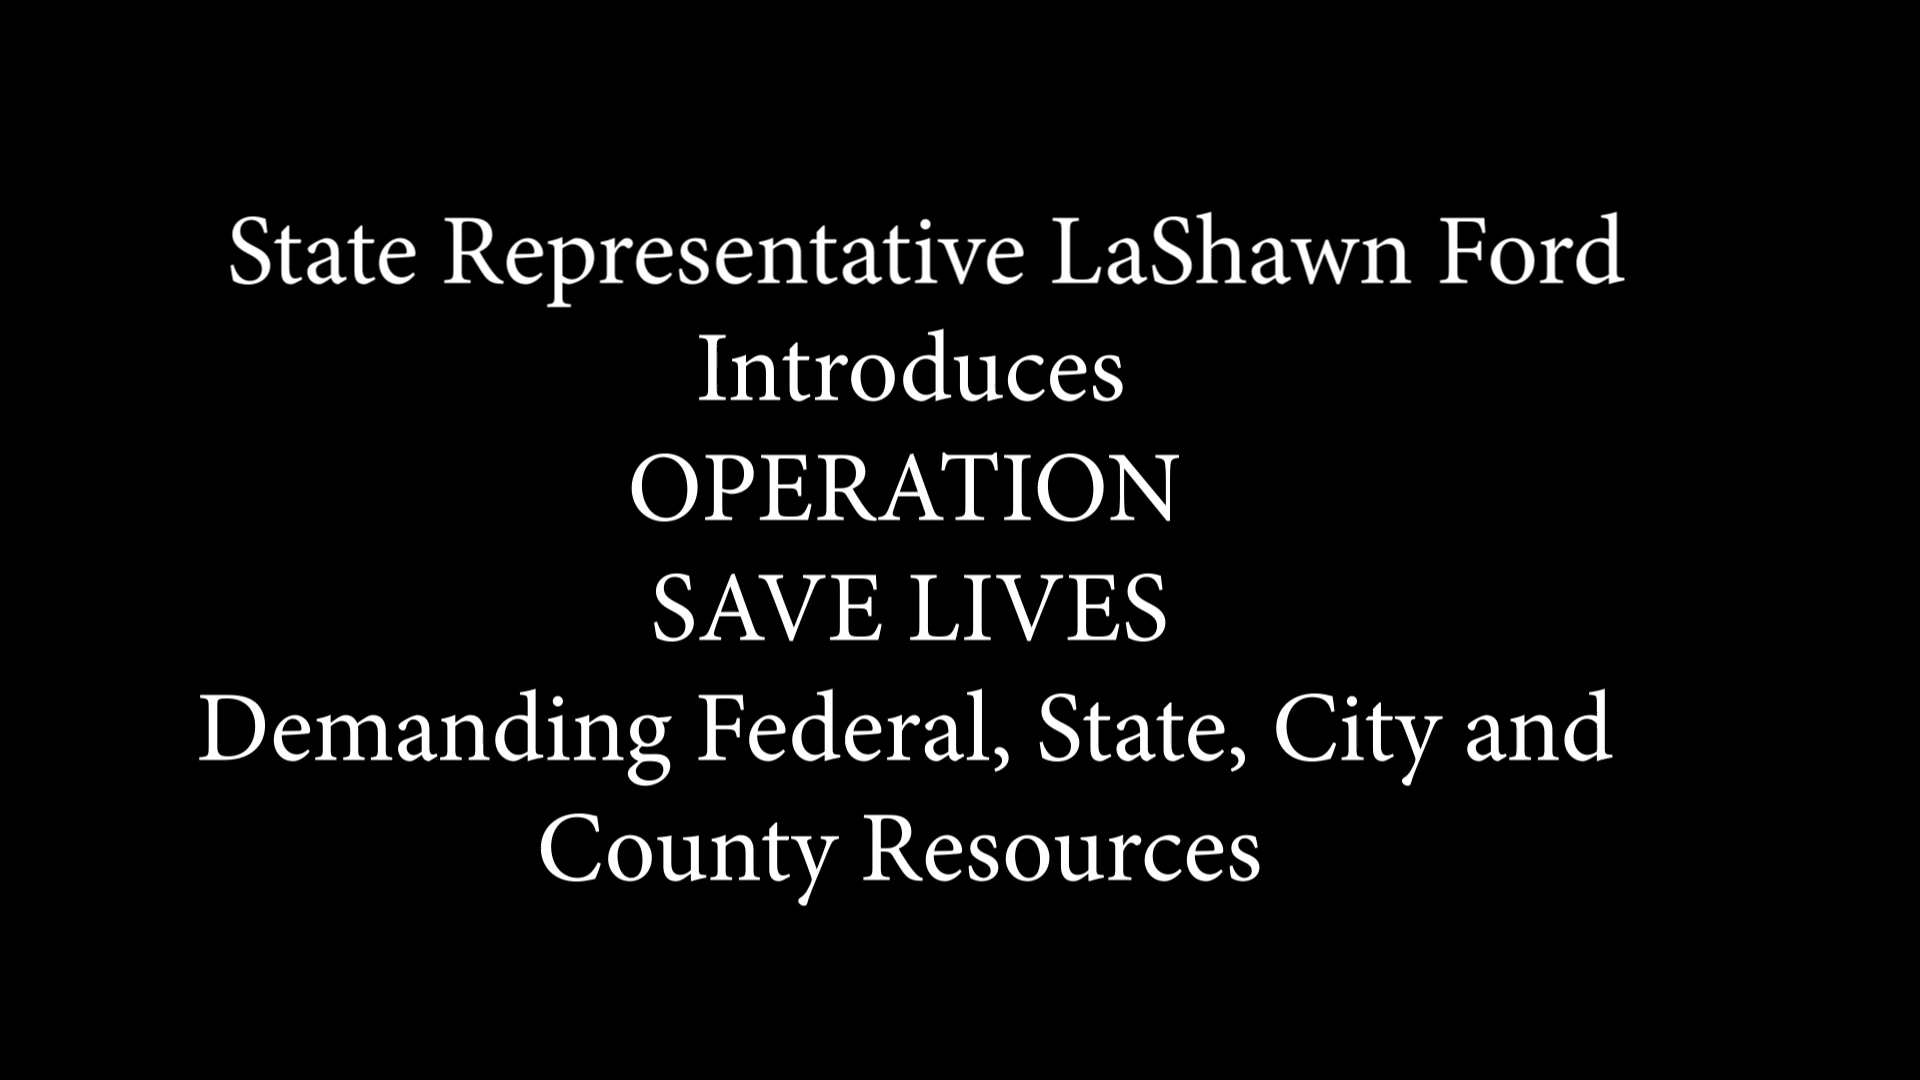 State Representative LaShawn Ford
Introduces
OPERATION
SAVE LIVES
Demanding Federal, State, City and
County Resources